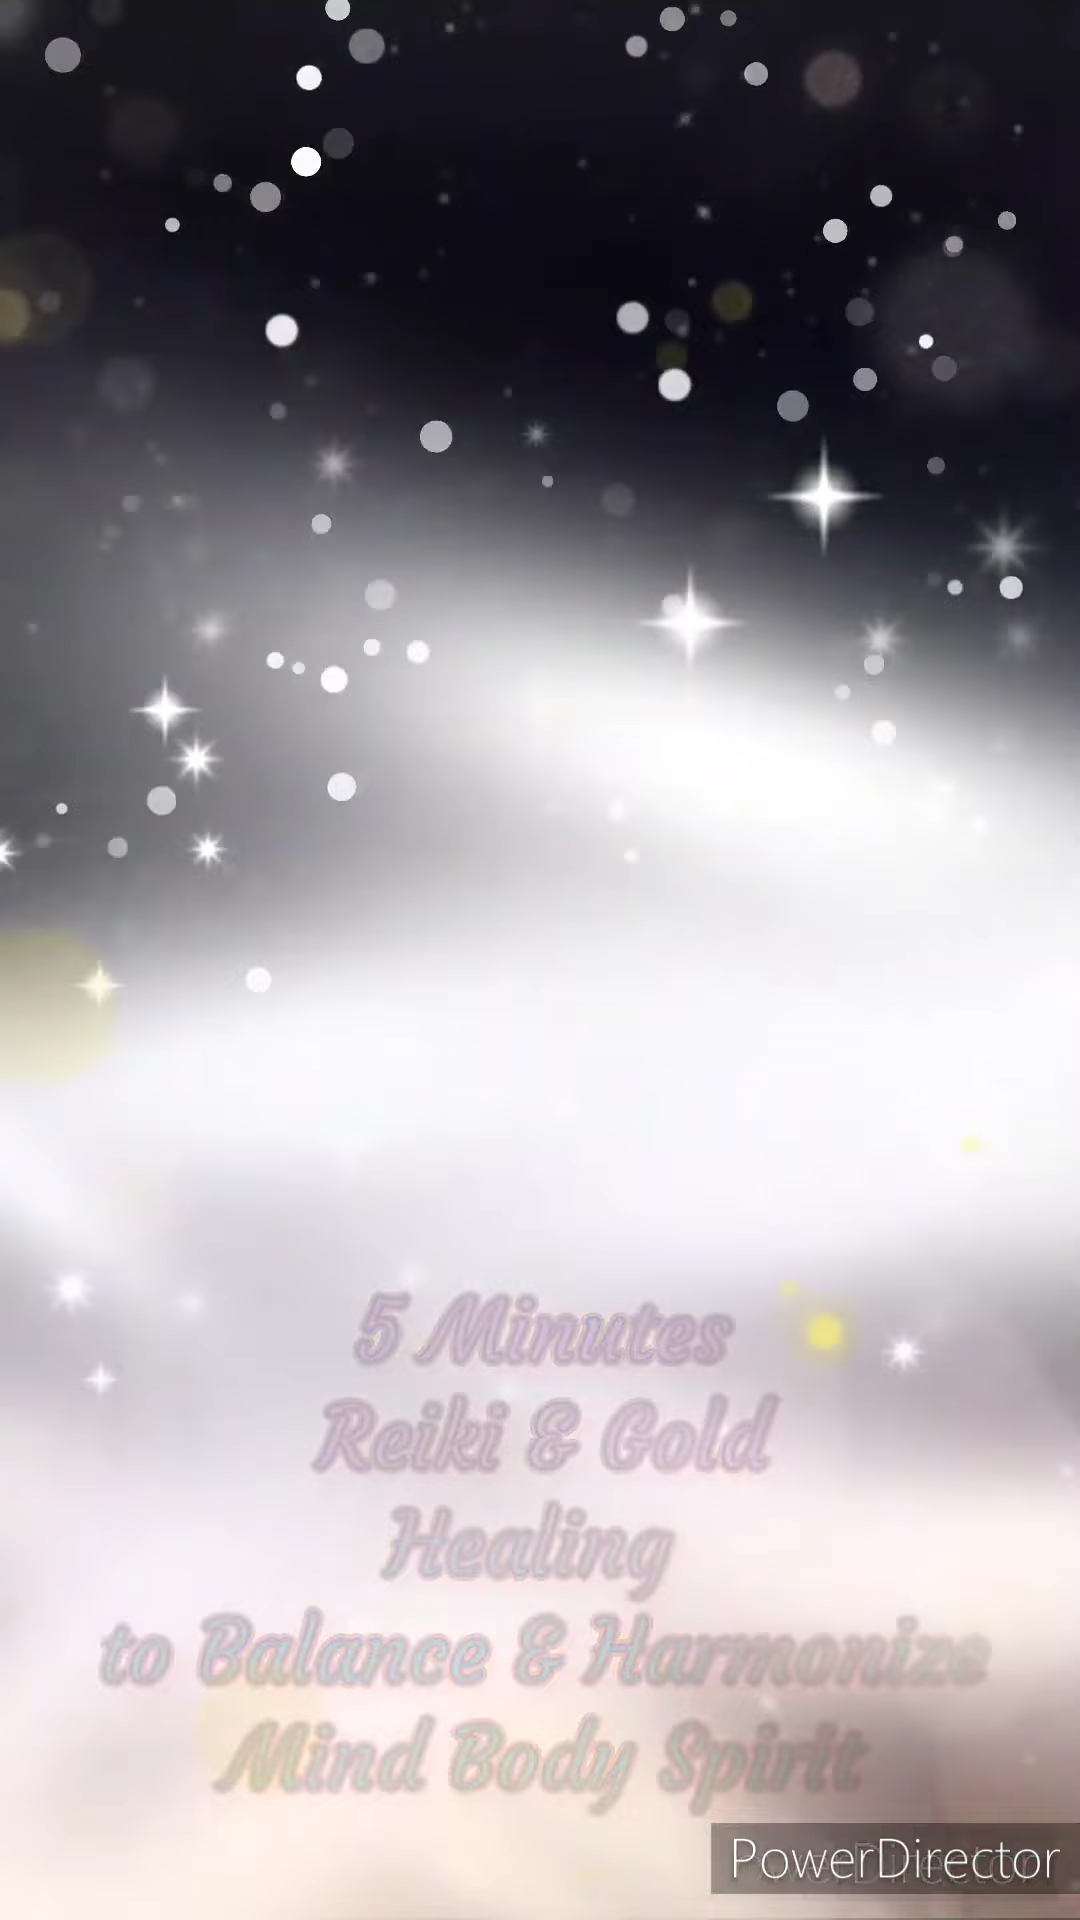 5 Minutes
Reiki & Gold
Healing
to Balance & Harmonize
Mind Body Spirit
PowerDirector